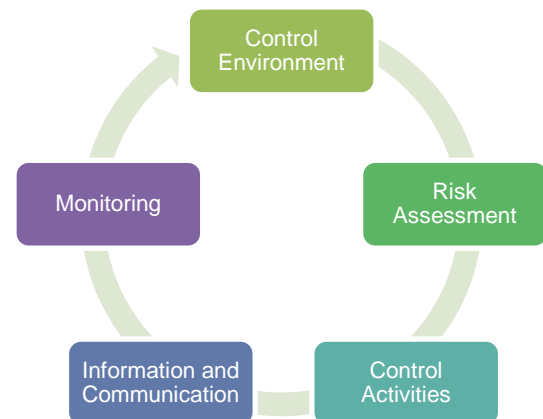 Control
Environment
Risk
Assessment
Control
Activities
Information and
Communication
Monitoring